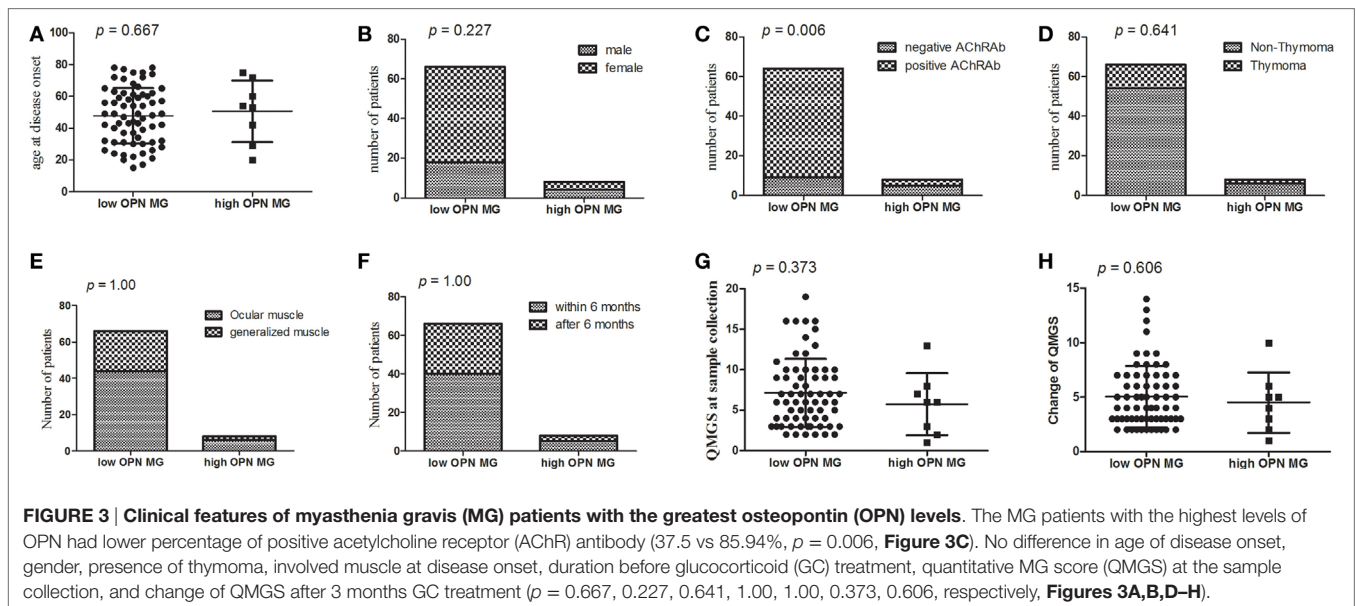 A
p = 0.667
age at disease onset
100
80
60
40
20
0
low OPN MG
high OPN MG
B
p = 0.227
male
female
number of patients
80
60
40
20
0
low OPN MG
high OPN MG
C
p = 0.006
negative AChRAb
positive AChRAb
number of patients
80
60
40
20
0
low OPN MG
high OPN MG
D
p = 0.641
Non-Thymoma
Thymoma
number of patients
80
60
40
20
0
low OPN MG
high OPN MG
E
p = 1.00
Ocular muscle
generalized muscle
Number of patients
80
60
40
20
0
low OPN MG
high OPN MG
F
p = 1.00
within 6 months
after 6 months
Number of patients
80
60
40
20
0
low OPN MG
high OPN MG
G
p = 0.373
QMGS at sample collection
20
15
10
5
0
low OPN MG
high OPN MG
H
p = 0.606
Change of QMGS
15
10
5
0
low OPN MG
high OPN MG
FIGURE 3 | Clinical features of myasthenia gravis (MG) patients with the greatest osteopontin (OPN) levels. The MG patients with the highest levels of
OPN had lower percentage of positive acetylcholine receptor (AChR) antibody (37.5 vs 85.94%, p = 0.006, Figure 3C). No difference in age of disease onset,
gender, presence of thymoma, involved muscle at disease onset, duration before glucocorticoid (GC) treatment, quantitative MG score (QMGS) at the sample
collection, and change of QMGS after 3 months GC treatment (p = 0.667, 0.227, 0.641, 1.00, 1.00, 0.373, 0.606, respectively, Figures 3A,B,D–H).